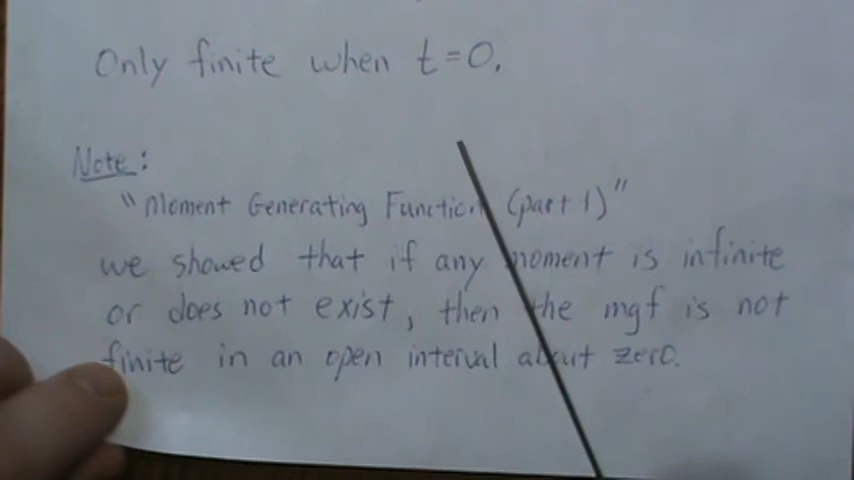 Only finite when t=0.
Note:
"Moment Generating Function (part 1)"
we showed that if any moment is infinite
or does not exist, then the mgf is not
finite in an open interval about zero.